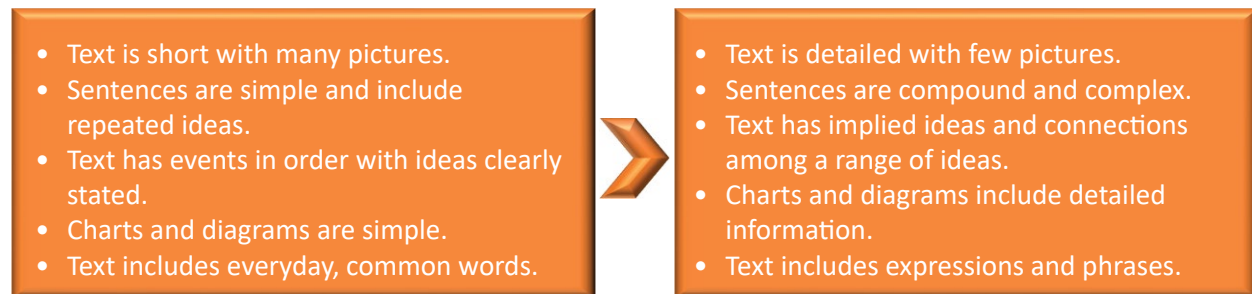 • Text is short with many pictures.
• Sentences are simple and include
repeated ideas.
• Text has events in order with ideas clearly
stated.
• Charts and diagrams are simple.
• Text includes everyday, common words.
• Text is detailed with few pictures.
• Sentences are compound and complex.
• Text has implied ideas and connections
among a range of ideas.
• Charts and diagrams include detailed
information.
• Text includes expressions and phrases.